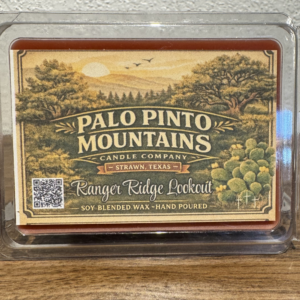 PALO PINTO
MOUNTAINS
CANDLE COMPANY
STRAWN, TEXAS
Ranger Ridge Lookout
SOY-BLENDED WAX ~ HAND POURED